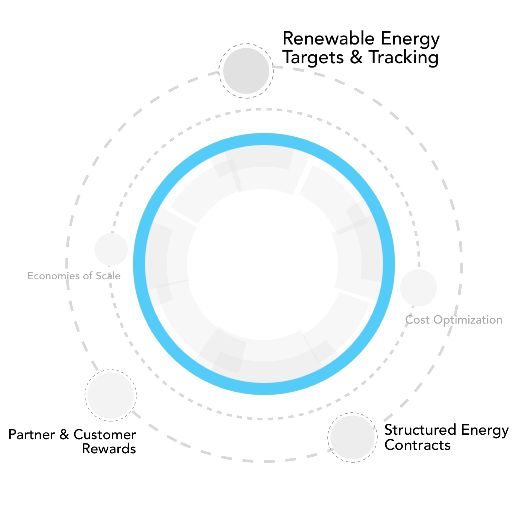 Renewable Energy
Targets & Tracking
Economies of Scale
Cost Optimization
Partner & Customer
Rewards
Structured Energy
Contracts